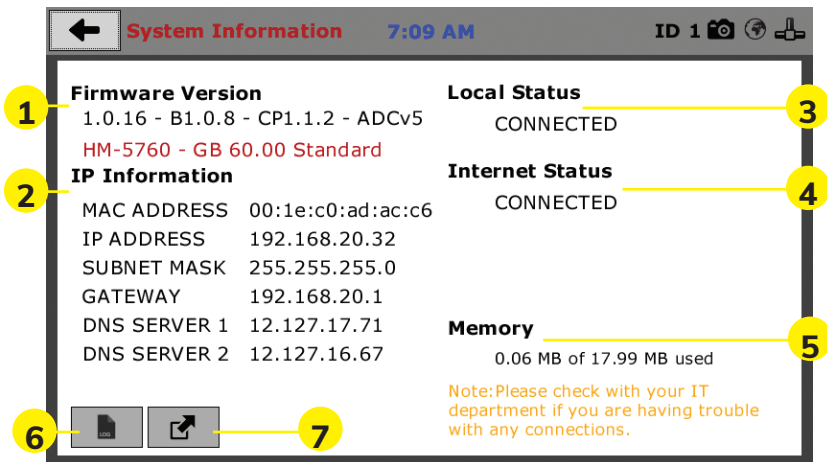 System Information 7:09 AM ID 1
1 Firmware Version
1.0.16 - B1.0.8 - CP1.1.2 - ADCv5
HM-5760 - GB 60.00 Standard
2 IP Information
MAC ADDRESS 00:1e:c0:ad:ac:c6
IP ADDRESS 192.168.20.32
SUBNET MASK 255.255.255.0
GATEWAY 192.168.20.1
DNS SERVER 1 12.127.17.71
DNS SERVER 2 12.127.16.67
Local Status 3
CONNECTED
Internet Status 4
CONNECTED
Memory 5
0.06 MB of 17.99 MB used
Note:Please check with your IT
department if you are having trouble
with any connections.
6 LOG 7